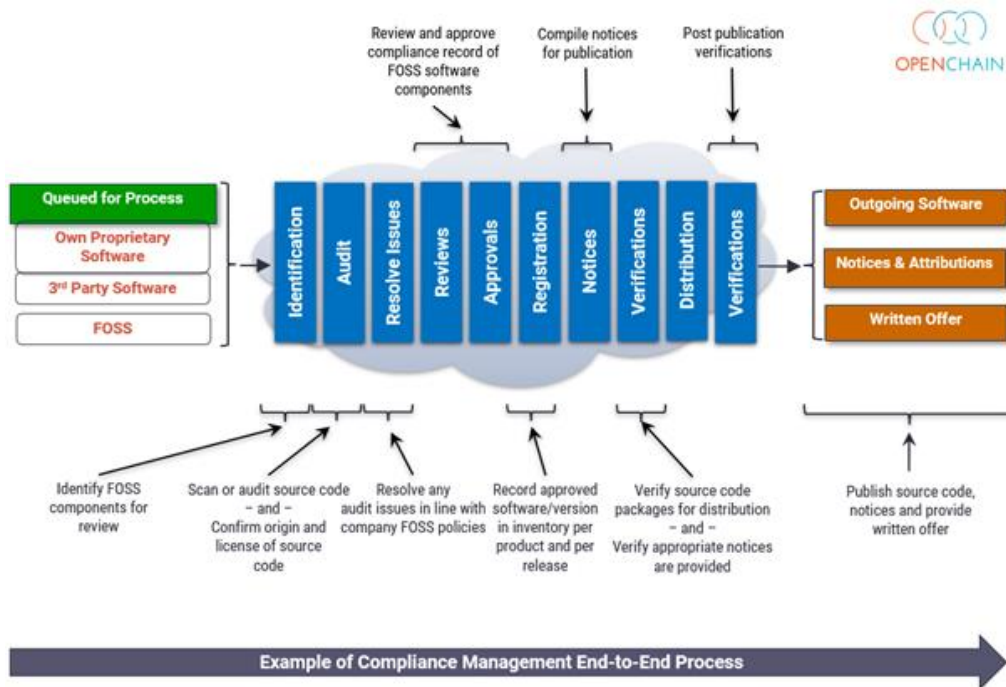 Review and approve
compliance record of
FOSS software
components
Compile notices
for publication
Post publication
verifications
OPENCHAIN
Queued for Process
Own Proprietary
Software
3rd Party Software
FOSS
Identification
Audit
Resolve Issues
Reviews
Approvals
Registration
Notices
Verifications
Distribution
Verifications
Outgoing Software
Notices & Attributions
Written Offer
Identify FOSS
components for
review
Scan or audit source code
– and –
Confirm origin and
license of source
code
Resolve any
audit issues in line with
company FOSS policies
Record approved
software/version
in inventory per
product and per
release
Verify source code
packages for distribution
– and –
Verify appropriate notices
are provided
Publish source code,
notices and provide
written offer
Example of Compliance Management End-to-End Process